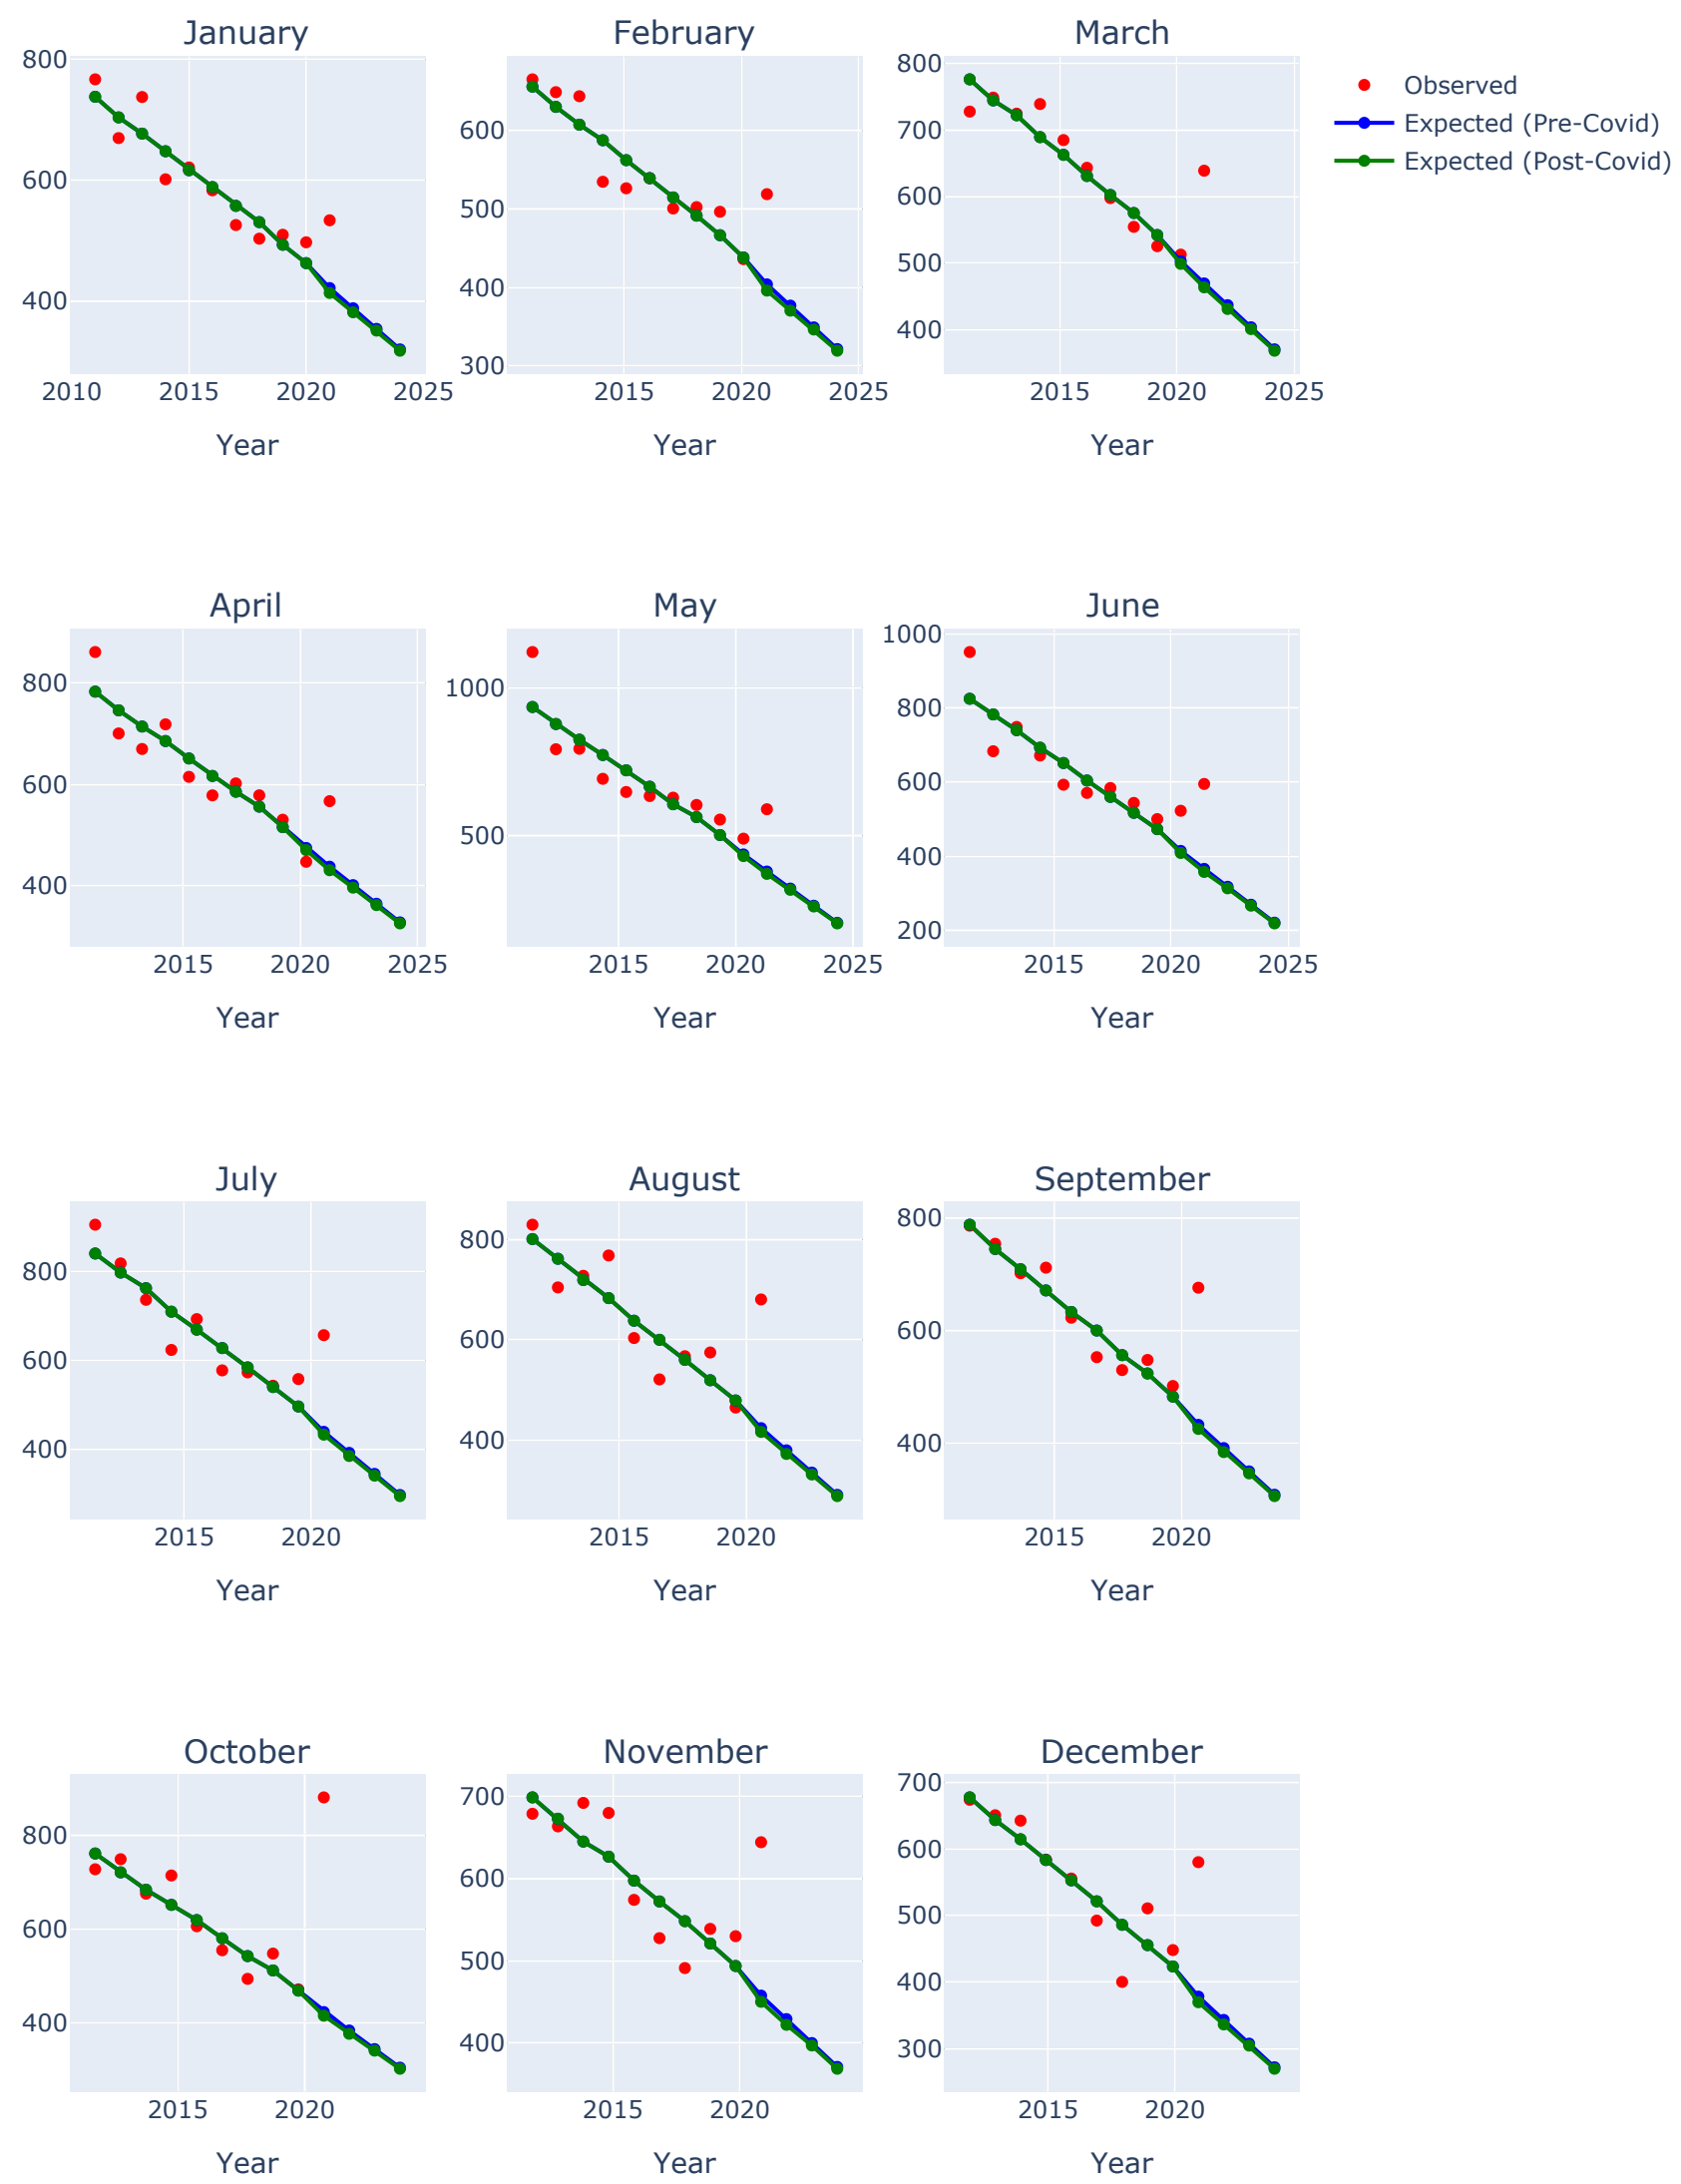 January
February
March
800
600
400
2010
2015
2020
2025
Year
600
500
400
300
2015
2020
2025
Year
800
700
600
500
400
2015
2020
2025
Year
Observed
Expected (Pre-Covid)
Expected (Post-Covid)
April
May
June
800
600
400
2015
2020
2025
Year
1000
500
2015
2020
2025
Year
1000
800
600
400
200
2015
2020
2025
Year
July
August
September
800
600
400
2015
2020
Year
800
600
400
2015
2020
Year
800
600
400
2015
2020
Year
October
November
December
800
600
400
2015
2020
Year
700
600
500
400
2015
2020
Year
700
600
500
400
300
2015
2020
Year